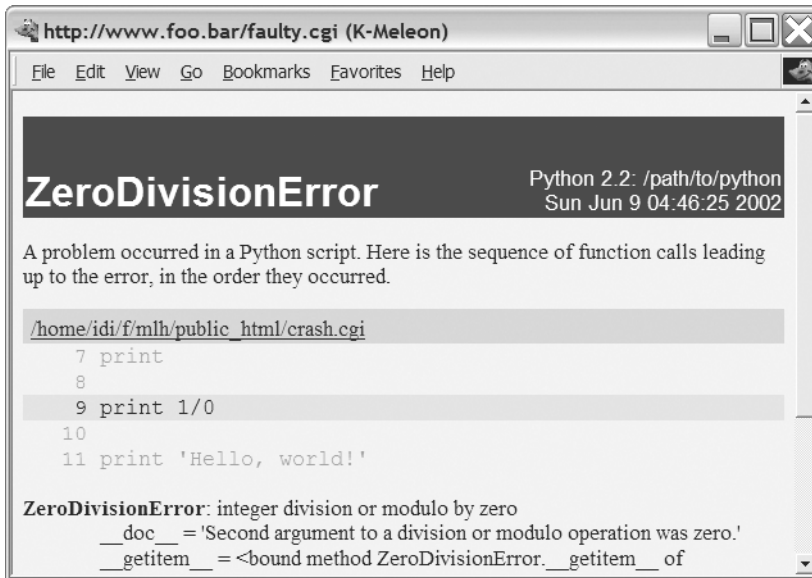 http://www.foo.bar/faulty.cgi (K-Meleon)
File Edit View Go Bookmarks Favorites Help
ZeroDivisionError
Python 2.2: /path/to/python
Sun Jun 9 04:46:25 2002
A problem occurred in a Python script. Here is the sequence of function calls leading
up to the error, in the order they occurred.
/home/idi/f/mlh/public_html/crash.cgi
7 print
8
9 print 1/0
10
11 print 'Hello, world!'
ZeroDivisionError: integer division or modulo by zero
__doc__ = 'Second argument to a division or modulo operation was zero.'
__getitem__ = <bound method ZeroDivisionError.__getitem__ of